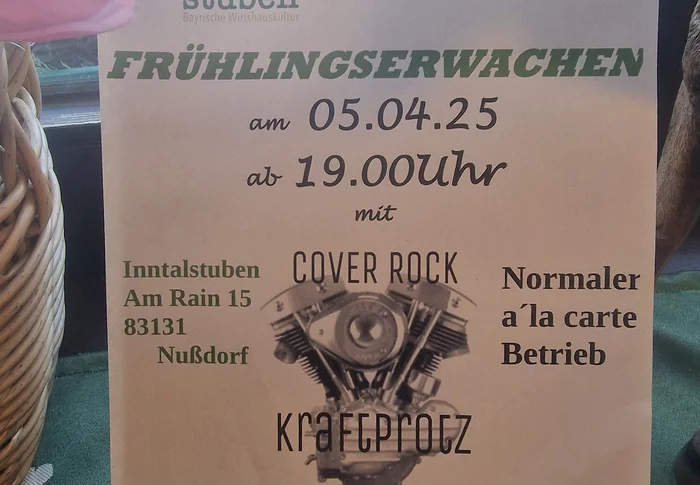 stuben
Bayrische Wirtshauskultur
FRÜHLINGSERWACHEN
am 05.04.25
ab 19.00Uhr
mit
COVER ROCK
Inntalstuben
Am Rain 15
83131
Nußdorf
Normaler
a´la carte
Betrieb
Kraftprotz